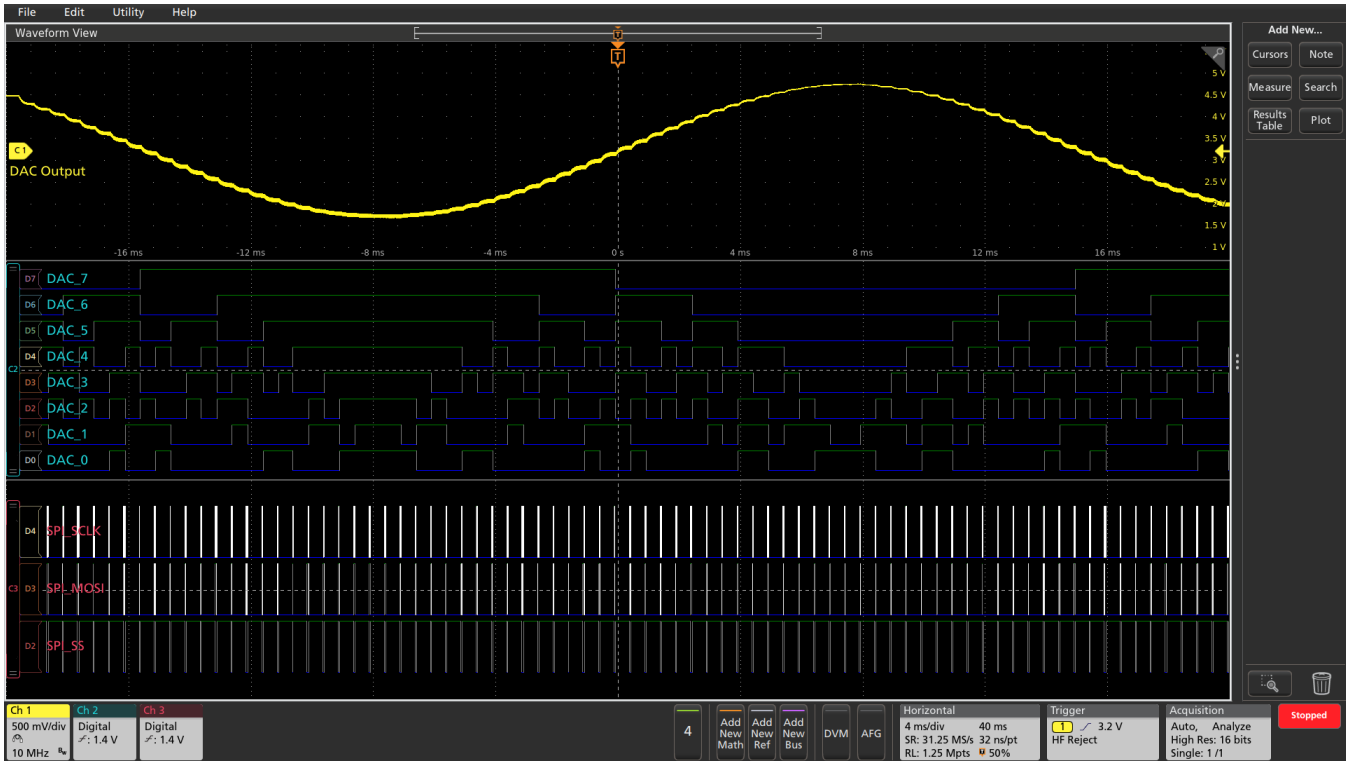 File Edit Utility Help
Waveform View
Add New...
Cursors Note
Measure Search
Results Table Plot
T
T
5 V
4.5 V
4 V
3.5 V
3 V
2.5 V
2 V
1.5 V
1 V
C 1
DAC Output
-16 ms -12 ms -8 ms -4 ms 0 s 4 ms 8 ms 12 ms 16 ms
C2
D7 DAC_7
D6 DAC_6
D5 DAC_5
D4 DAC_4
D3 DAC_3
D2 DAC_2
D1 DAC_1
D0 DAC_0
C3
D4 SPI_SCLK
D3 SPI_MOSI
D2 SPI_SS
Ch 1
500 mV/div
10 MHz Bw
Ch 2
Digital
: 1.4 V
Ch 3
Digital
: 1.4 V
4
Add New Math
Add New Ref
Add New Bus
DVM
AFG
Horizontal
4 ms/div 40 ms
SR: 31.25 MS/s 32 ns/pt
RL: 1.25 Mpts 50%
Trigger
1 3.2 V
HF Reject
Acquisition
Auto, Analyze
High Res: 16 bits
Single: 1 /1
Stopped